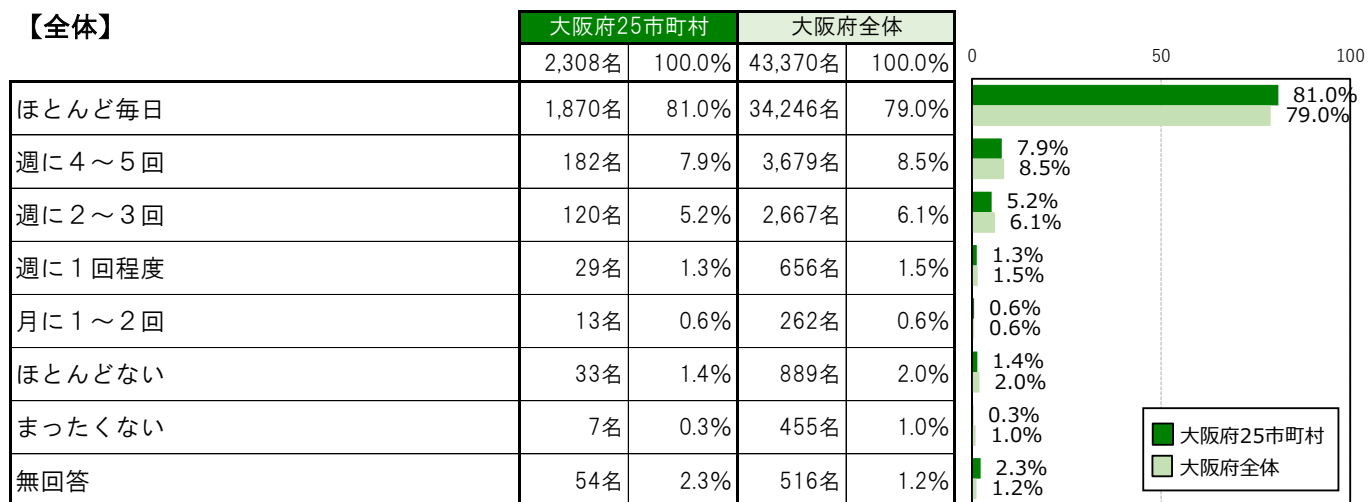 【全体】
大阪府25市町村 大阪府全体
2,308名 100.0% 43,370名 100.0%
0 50 100
ほとんど毎日 1,870名 81.0% 34,246名 79.0%
81.0%
79.0%
週に４～５回 182名 7.9% 3,679名 8.5%
7.9%
8.5%
週に２～３回 120名 5.2% 2,667名 6.1%
5.2%
6.1%
週に１回程度 29名 1.3% 656名 1.5%
1.3%
1.5%
月に１～２回 13名 0.6% 262名 0.6%
0.6%
0.6%
ほとんどない 33名 1.4% 889名 2.0%
1.4%
2.0%
まったくない 7名 0.3% 455名 1.0%
0.3%
1.0%
無回答 54名 2.3% 516名 1.2%
2.3%
1.2%
大阪府25市町村
大阪府全体